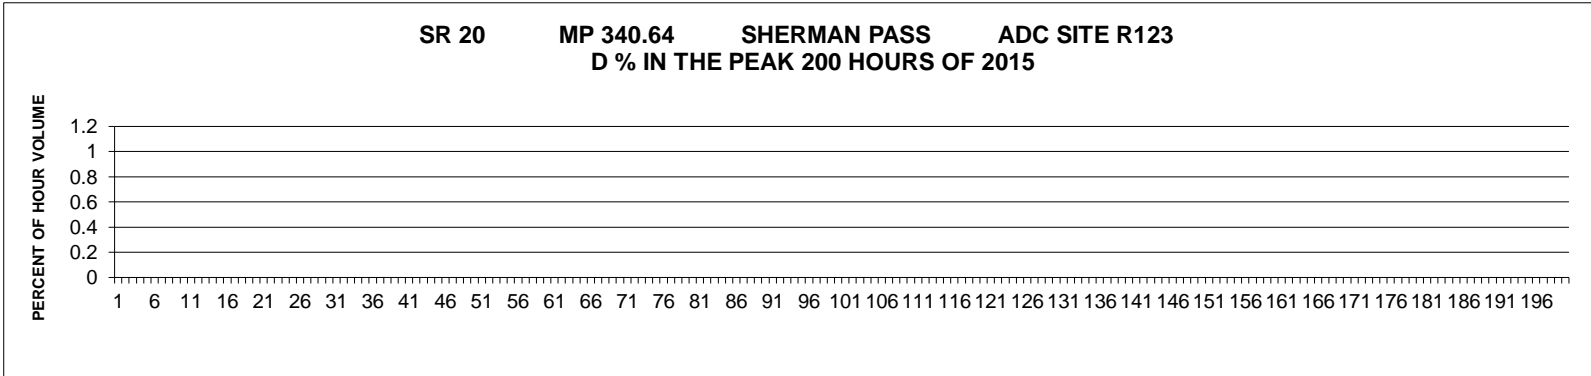 SR 20 MP 340.64 SHERMAN PASS ADC SITE R123
D % IN THE PEAK 200 HOURS OF 2015
PERCENT OF HOUR VOLUME
1.2
1
0.8
0.6
0.4
0.2
0
1 6 11 16 21 26 31 36 41 46 51 56 61 66 71 76 81 86 91 96 101 106 111 116 121 126 131 136 141 146 151 156 161 166 171 176 181 186 191 196